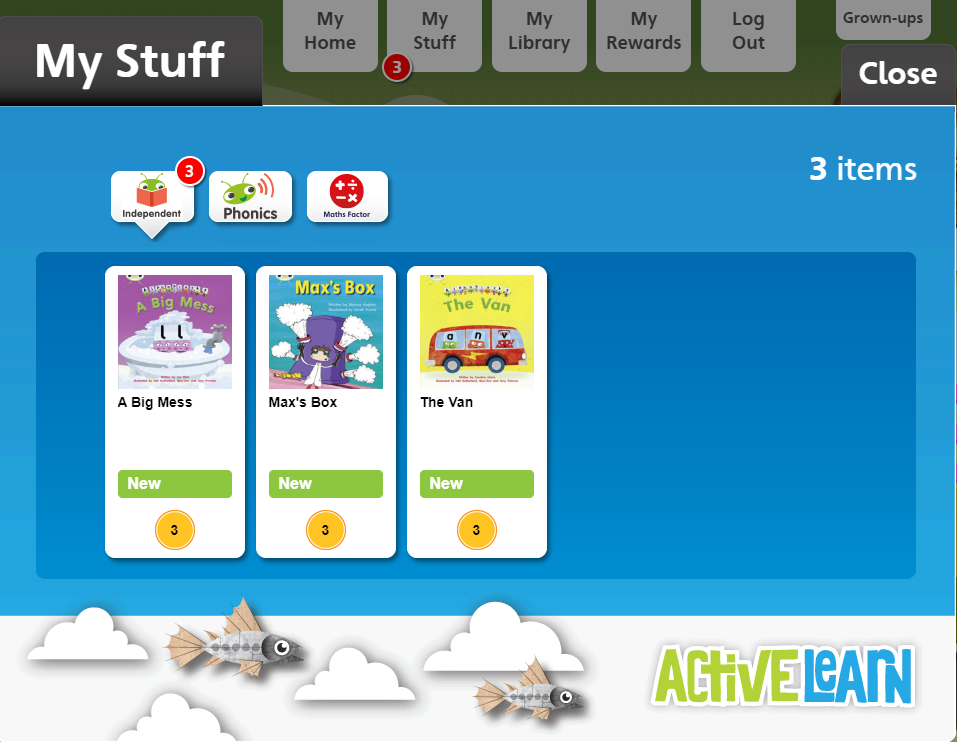 My Stuff
My
Home
3
My
Stuff
My
Library
My
Rewards
Log
Out
Grown-ups
Close
3 items
3
Independent
Phonics
Maths Factor
A Big Mess
l l
A Big Mess
New
3
Max's Box
Max's Box
New
3
The Van
a n v
The Van
New
3
ACTIVE LEARN